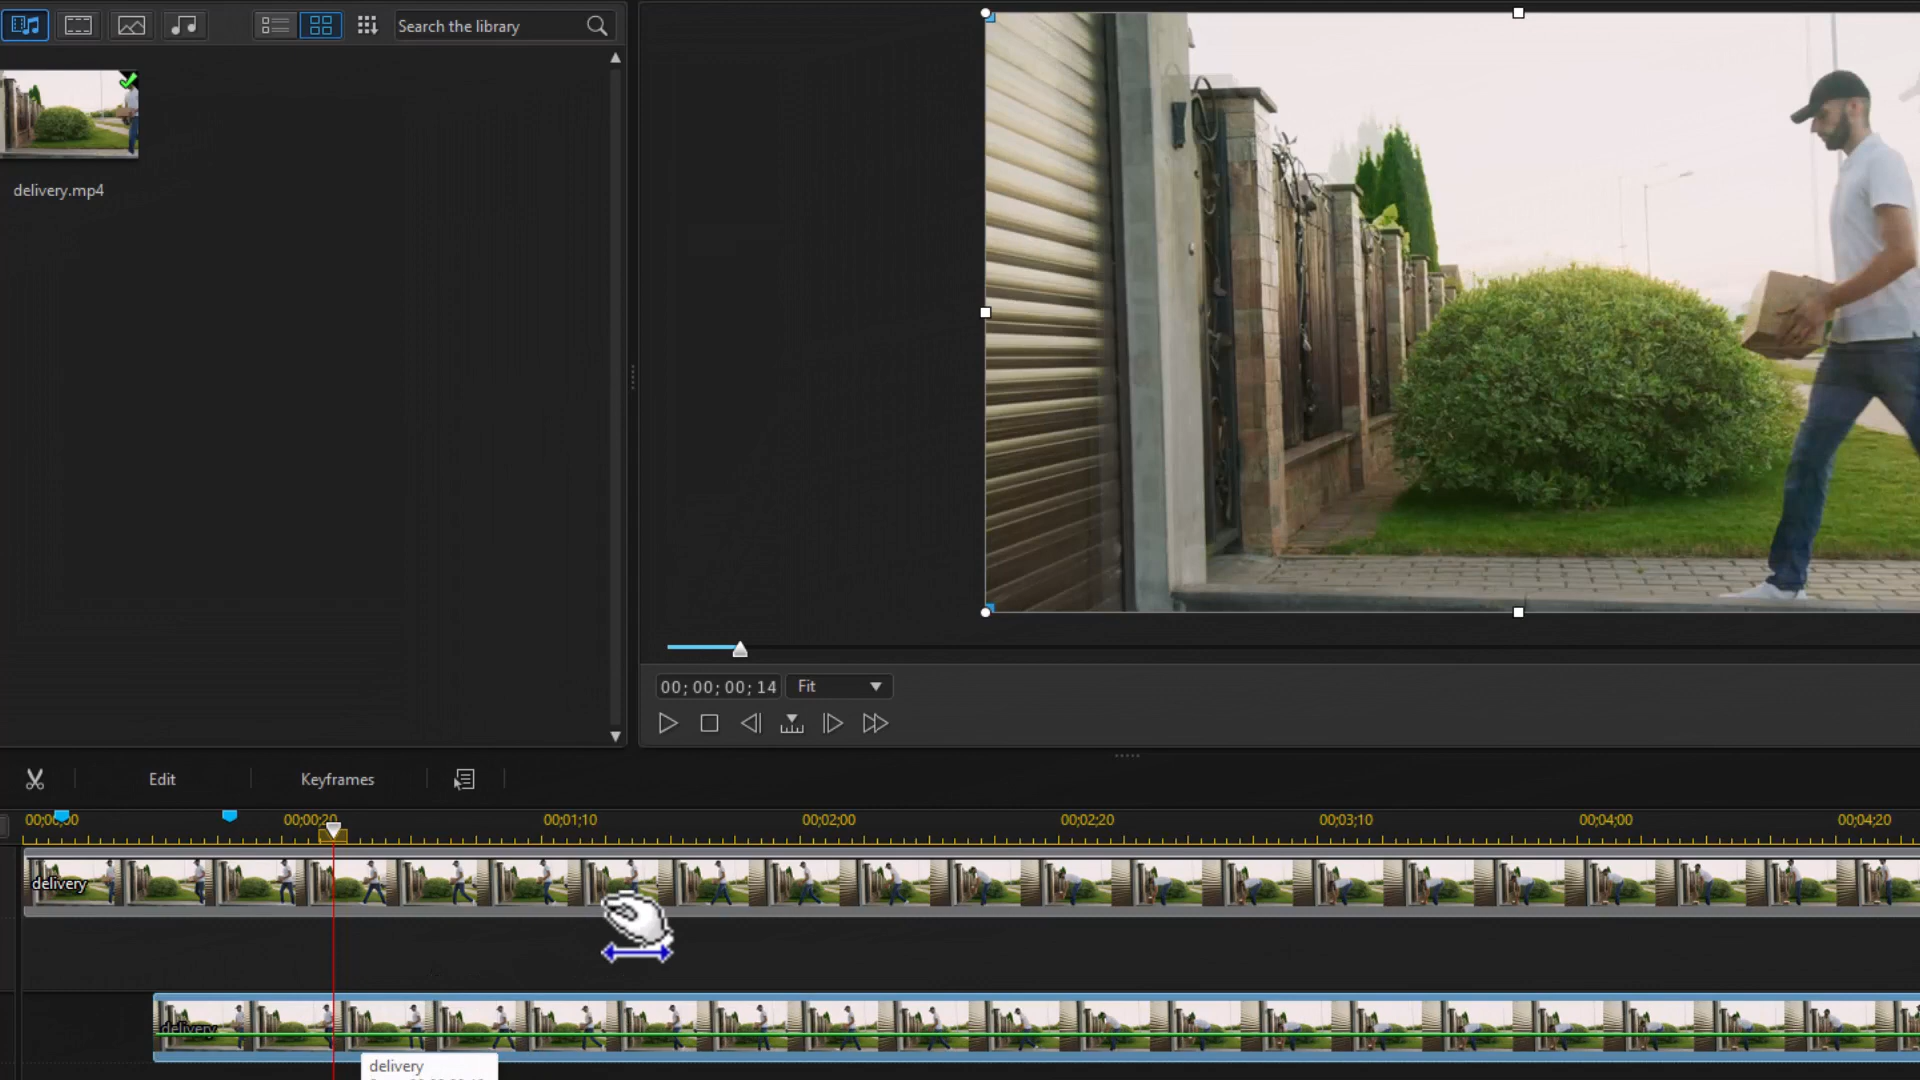 Search the library
delivery.mp4
00;00;00;14
Fit
Edit
Keyframes
00;00;00
00;00;20
00;01;10
00;02;00
00;02;20
00;03;10
00;04;00
00;04;20
delivery
delivery
delivery